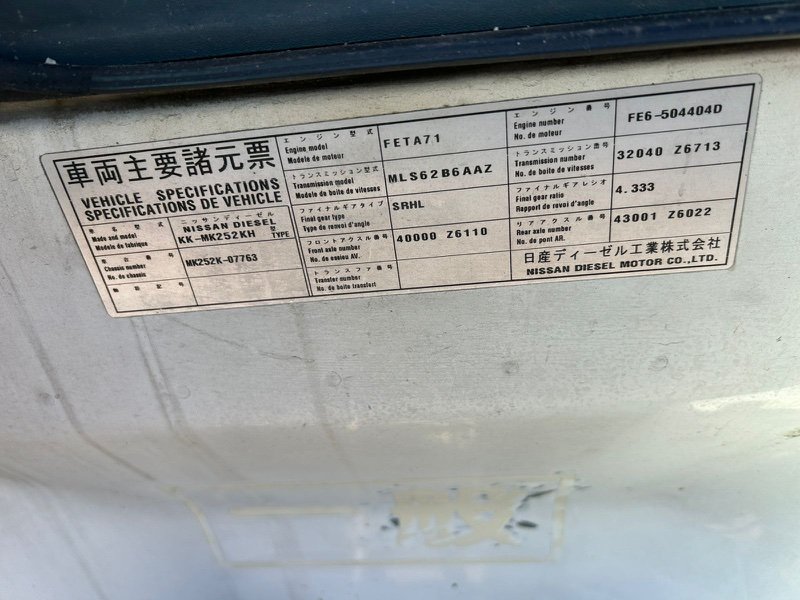 車両主要諸元票
VEHICLE SPECIFICATIONS
SPECIFICATIONS DE VEHICLE
車名型式
Made and model
Modele de fabrique
ニッサンディーゼル
NISSAN DIESEL
KK-MK252KH 型 TYPE
車台番号
Chassis number
No. de chassis
MK252K-07763
類別記号
エンジン型式
Engine model
Modele de moteur
FETA71
トランスミッション型式
Transmission model
Modele de boite de vitesses
MLS62B6AAZ
ファイナルギアタイプ
Final gear type
Type de renvoi d'angle
SRHL
フロントアクスル番号
Front axle number
No. de essieu AV.
40000 Z6110
トランスファ番号
Transfer number
No. de boite transfert
エンジン番号
Engine number
No. de moteur
FE6-504404D
トランスミッション番号
Transmission number
No. de boite de vitesses
32040 Z6713
ファイナルギアレシオ
Final gear ratio
Rapport de renvoi d'angle
4.333
リアアクスル番号
Rear axle number
No. de pont AR.
43001 Z6022
日産ディーゼル工業株式会社
NISSAN DIESEL MOTOR CO.,LTD.